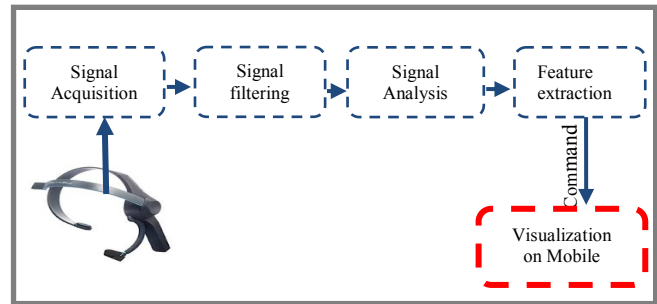 Signal
Acquisition
Signal
filtering
Signal
Analysis
Feature
extraction
Command
Visualization
on Mobile